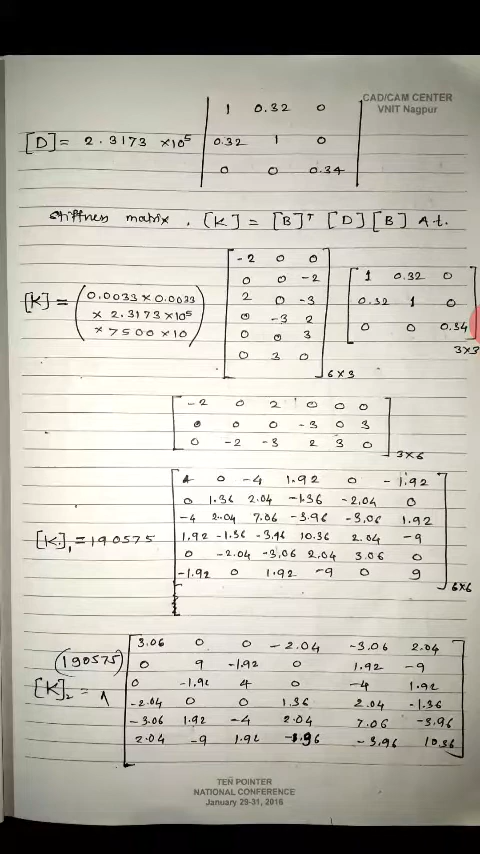 CAD/CAM CENTER
VNIT Nagpur
1 0.32 0
[D] = 2.3173 ×10⁵ 0.32 1 0
0 0 0.34
Stiffness matrix, [K] = [B]ᵀ [D] [B] At.
[K] = (0.0033 × 0.0033 × 2.3173 ×10⁵ × 7500 × 10)
-2 0 0
0 0 -2
2 0 -3
0 -3 2
0 0 3
0 3 0
6×3
1 0.32 0
0.32 1 0
0 0 0.34
3×3
-2 0 2 0 0 0
0 0 0 -3 0 3
0 -2 -3 2 3 0
3×6
4 0 -4 1.92 0 -1.92
0 1.36 2.04 -1.36 -2.04 0
-4 2.04 7.06 -3.96 -3.06 1.92
[K]₁ = 190575 1.92 -1.36 -3.96 10.36 2.04 -9
0 -2.04 -3.06 2.04 3.06 0
-1.92 0 1.92 -9 0 9
6×6
3.06 0 0 -2.04 -3.06 2.04
(190575) 0 9 -1.92 0 1.92 -9
[K]₂ = 0 -1.92 4 0 -4 1.92
-2.04 0 0 1.36 2.04 -1.36
-3.06 1.92 -4 2.04 7.06 -3.96
2.04 -9 1.92 -3.96 10.36
TEN POINTER
NATIONAL CONFERENCE
January 29-31, 2016